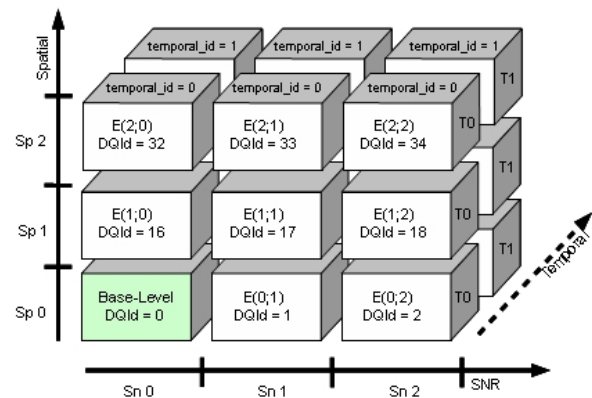 Spatial
temporal_id = 1
temporal_id = 1
temporal_id = 1
temporal_id = 0
temporal_id = 0
temporal_id = 0
T1
Sp 2
E(2;0)
DQId = 32
E(2;1)
DQId = 33
E(2;2)
DQId = 34
T0
T1
Sp 1
E(1;0)
DQId = 16
E(1;1)
DQId = 17
E(1;2)
DQId = 18
T0
T1
Temporal
Sp 0
Base-Level
DQId = 0
E(0;1)
DQId = 1
E(0;2)
DQId = 2
T0
Sn 0
Sn 1
Sn 2
SNR